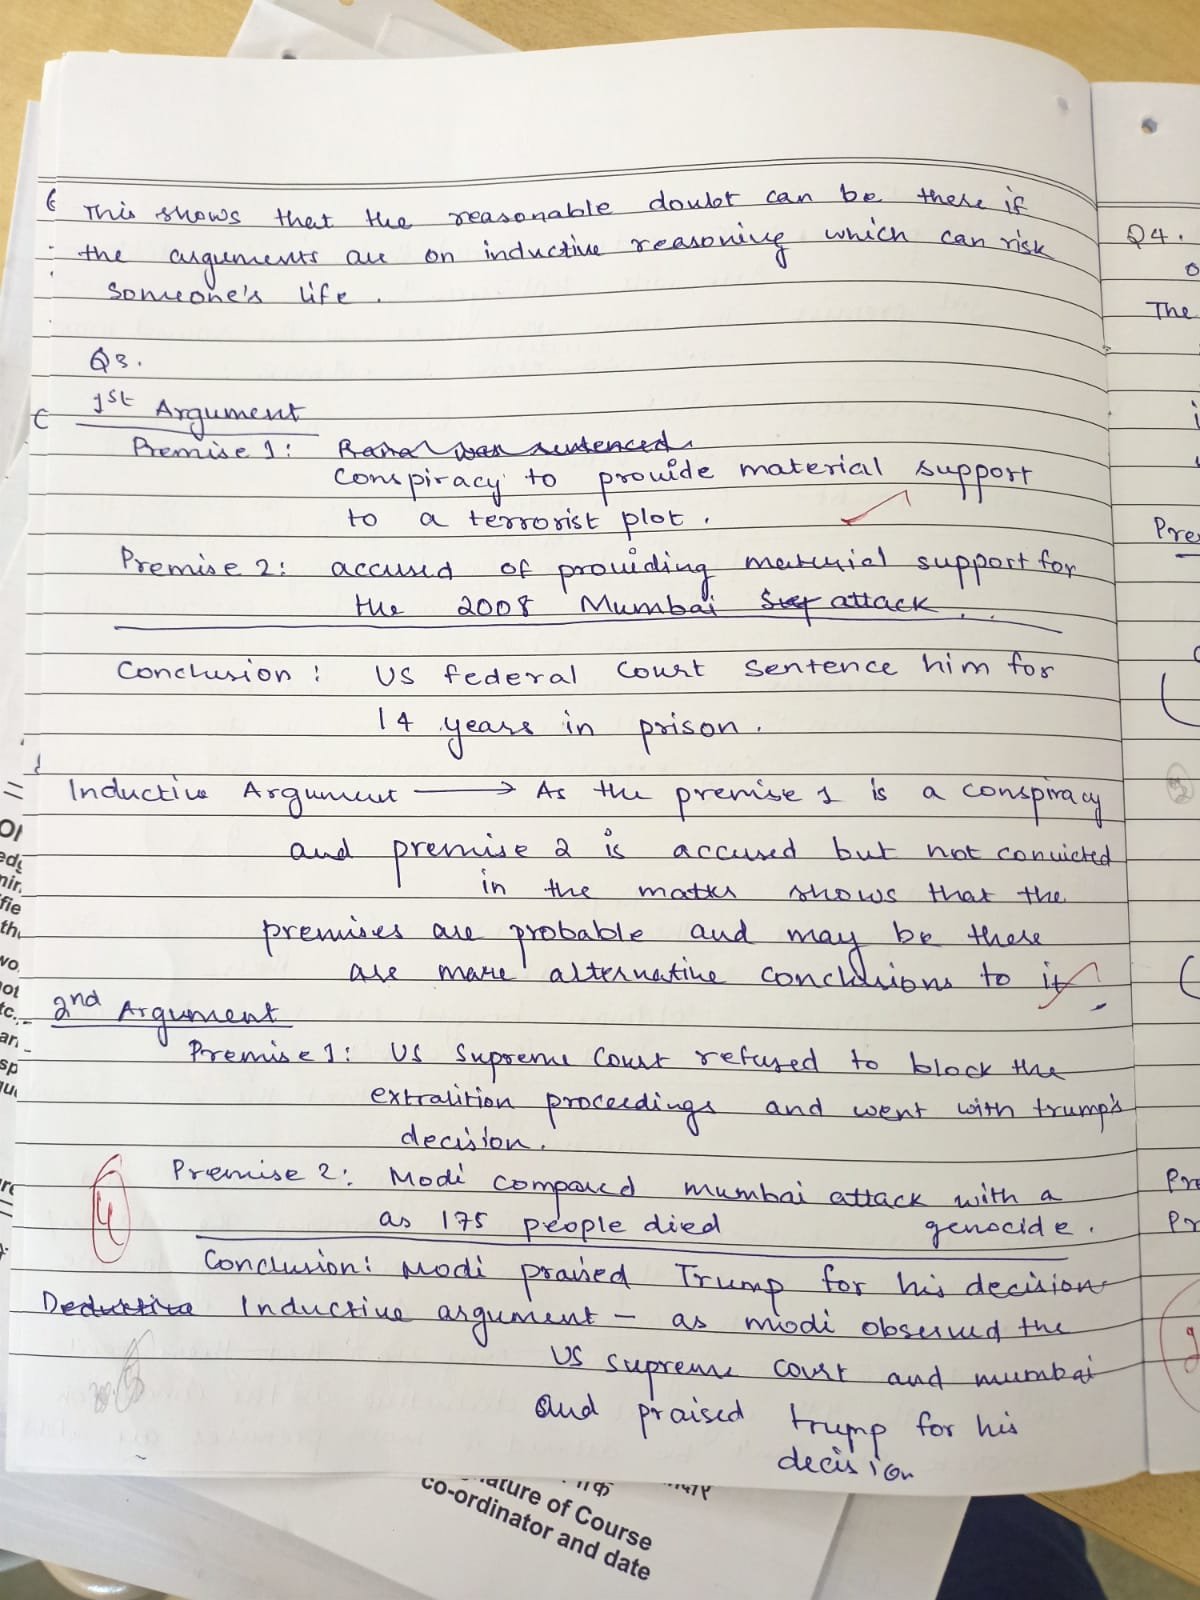 This shows that the reasonable doubt can be there if
the arguments are on inductive reasoning which can risk
someone's life.
Q3.
1st Argument
Premise 1: Rana was sentenced
Conspiracy to provide material support
to a terrorist plot.
Premise 2: accused of providing material support for
the 2008 Mumbai attack.
Conclusion: US federal court sentence him for
14 years in prison.
Inductive Argument → As the premise 1 is a conspiracy
and premise 2 is accused but not convicted
in the matter shows that the
premises are probable and may be there
are more alternative conclusions to it
2nd Argument
Premise 1: US Supreme Court refused to block the
extralition proceedings and went with trump's
decision.
Premise 2: Modi compared mumbai attack with a
as 175 people died genocide.
4
Conclusion: Modi praised Trump for his decision
Deductive Inductive argument - as modi observed the
US supreme court and mumbai
and praised trump for his
decision
Q4.
The
Pre
Pre
Pr
ature of Course
co-ordinator and date